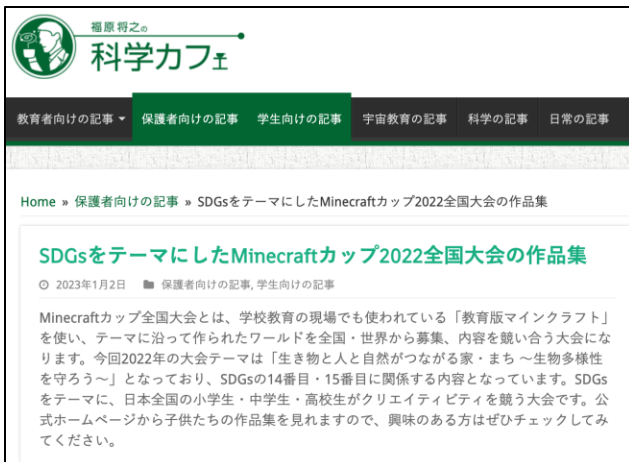 福原将之の
科学カフェ
教育者向けの記事 保護者向けの記事 学生向けの記事 宇宙教育の記事 科学の記事 日常の記事
Home » 保護者向けの記事 » SDGsをテーマにしたMinecraftカップ2022全国大会の作品集
SDGsをテーマにしたMinecraftカップ2022全国大会の作品集
2023年1月2日 保護者向けの記事, 学生向けの記事
Minecraftカップ全国大会とは、学校教育の現場でも使われている「教育版マインクラフト」
を使い、テーマに沿って作られたワールドを全国・世界から募集、内容を競い合う大会にな
ります。今回2022年の大会テーマは「生き物と人と自然がつながる家・まち ～生物多様性
を守ろう～」となっており、SDGsの14番目・15番目に関係する内容となっています。SDGs
をテーマに、日本全国の小学生・中学生・高校生がクリエイティビティを競う大会です。公
式ホームページから子供たちの作品集を見れますので、興味のある方はぜひチェックしてみ
てください。